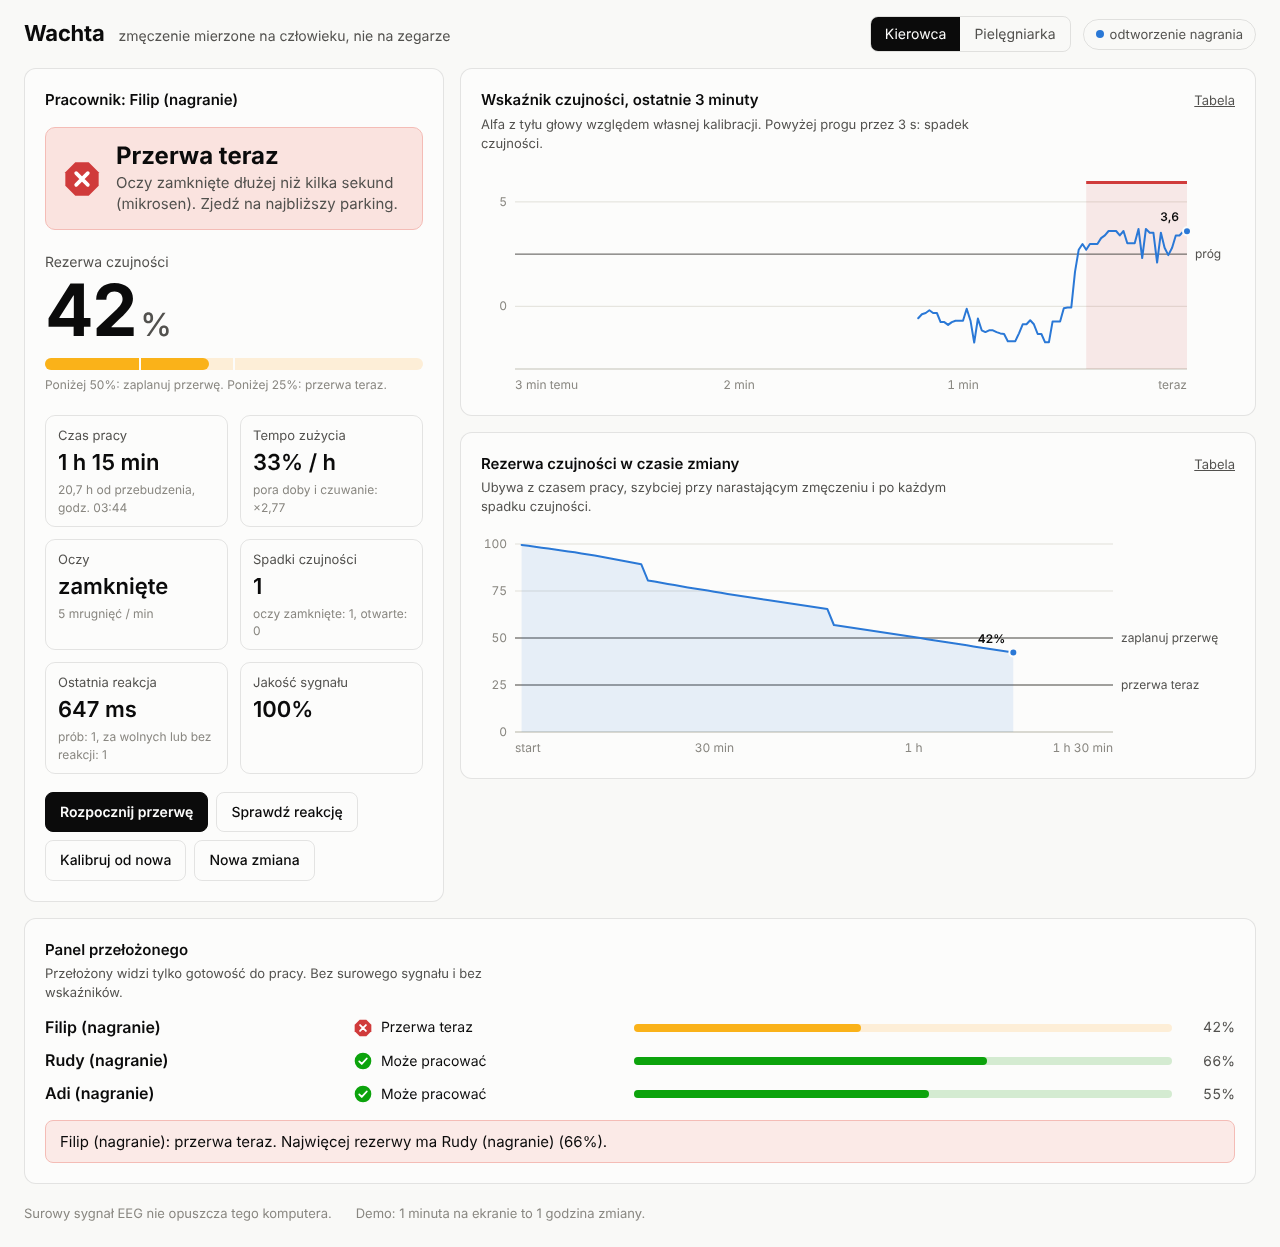 Wachta
zmęczenie mierzone na człowieku, nie na zegarze
Kierowca
Pielęgniarka
odtworzenie nagrania
Pracownik: Filip (nagranie)
Przerwa teraz
Oczy zamknięte dłużej niż kilka sekund
(mikrosen). Zjedź na najbliższy parking.
Rezerwa czujności
42 %
Poniżej 50%: zaplanuj przerwę. Poniżej 25%: przerwa teraz.
Czas pracy
1 h 15 min
20,7 h od przebudzenia,
godz. 03:44
Tempo zużycia
33% / h
pora doby i czuwanie:
×2,77
Oczy
zamknięte
5 mrugnięć / min
Spadki czujności
1
oczy zamknięte: 1, otwarte:
0
Ostatnia reakcja
647 ms
prób: 1, za wolnych lub bez
reakcji: 1
Jakość sygnału
100%
Rozpocznij przerwę
Sprawdź reakcję
Kalibruj od nowa
Nowa zmiana
Wskaźnik czujności, ostatnie 3 minuty
Tabela
Alfa z tyłu głowy względem własnej kalibracji. Powyżej progu przez 3 s: spadek
czujności.
5
3,6
próg
0
3 min temu
2 min
1 min
teraz
Rezerwa czujności w czasie zmiany
Tabela
Ubywa z czasem pracy, szybciej przy narastającym zmęczeniu i po każdym
spadku czujności.
100
75
50
42%
zaplanuj przerwę
25
przerwa teraz
0
start
30 min
1 h
1 h 30 min
Panel przełożonego
Przełożony widzi tylko gotowość do pracy. Bez surowego sygnału i bez
wskaźników.
Filip (nagranie)
Przerwa teraz
42%
Rudy (nagranie)
Może pracować
66%
Adi (nagranie)
Może pracować
55%
Filip (nagranie): przerwa teraz. Najwięcej rezerwy ma Rudy (nagranie) (66%).
Surowy sygnał EEG nie opuszcza tego komputera.
Demo: 1 minuta na ekranie to 1 godzina zmiany.